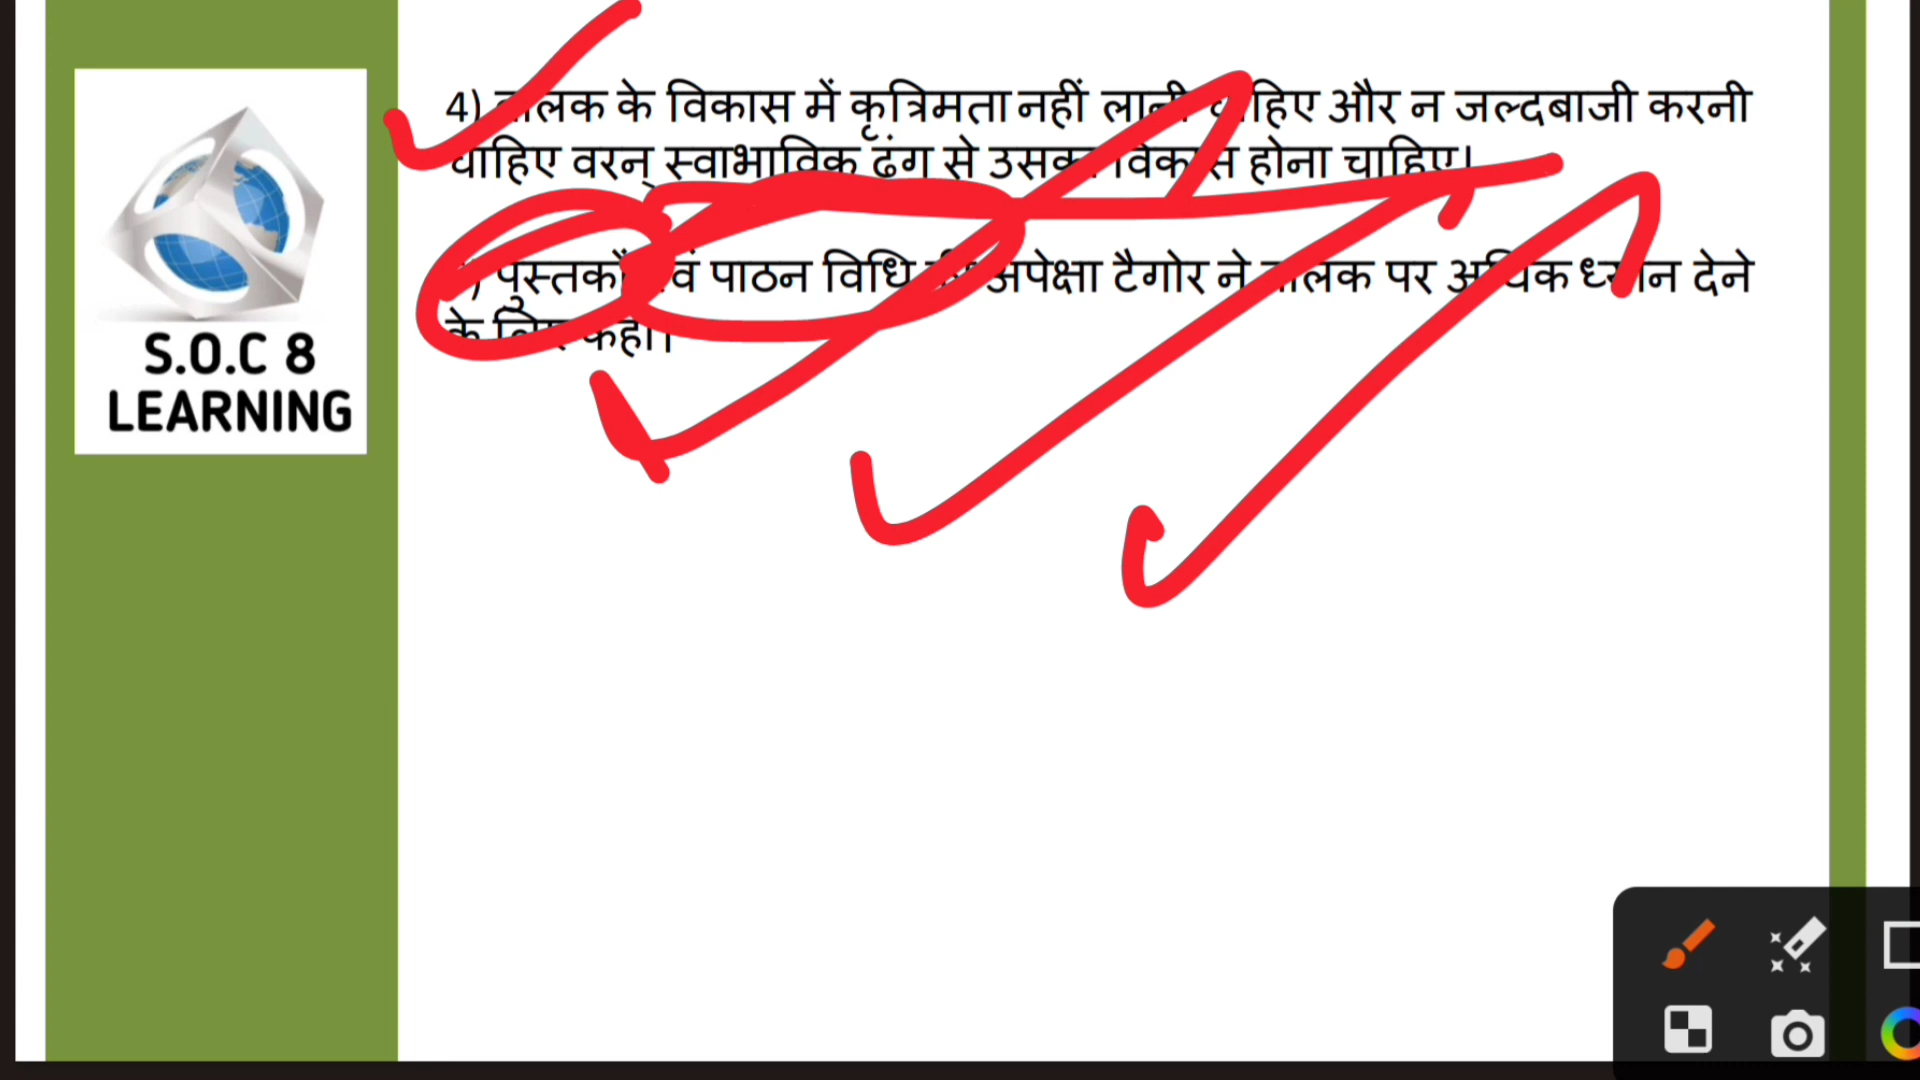 4) बालक के विकास में कृत्रिमता नहीं लानी चाहिए और न जल्दबाजी करनी
चाहिए वरन् स्वाभाविक ढंग से उसका विकास होना चाहिए।
पुस्तकों एवं पाठन विधि की अपेक्षा टैगोर ने बालक पर अधिक ध्यान देने
के लिए कहा।
S.O.C 8
LEARNING